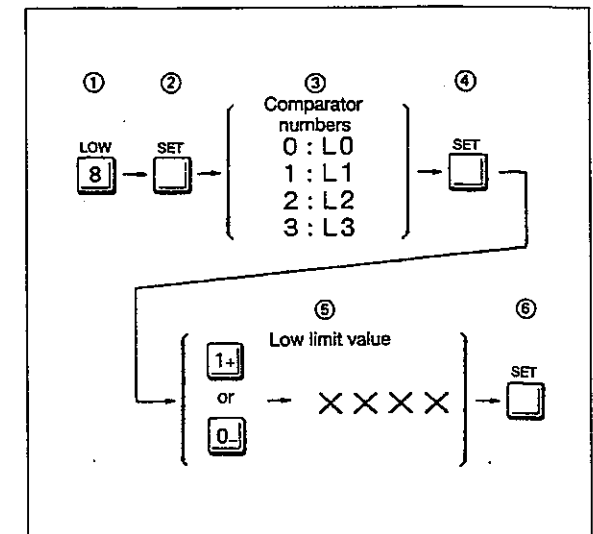 ① ② ③ ④
Comparator
numbers
LOW SET 0 : L0 SET
8 1 : L1
2 : L2
3 : L3
⑤ ⑥
Low limit value
1+ SET
or ××××
0–